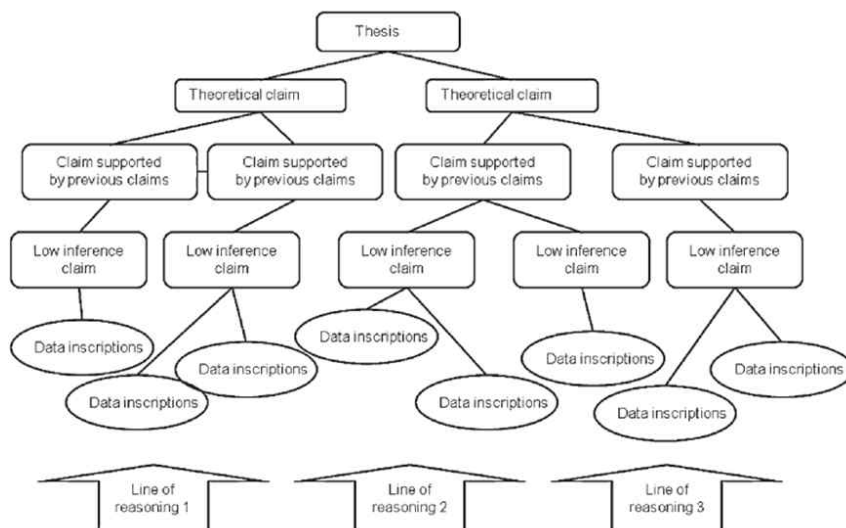 Thesis
Theoretical claim
Theoretical claim
Claim supported
by previous claims
Claim supported
by previous claims
Claim supported
by previous claims
Claim supported
by previous claims
Low inference
claim
Low inference
claim
Low inference
claim
Low inference
claim
Low inference
claim
Data inscriptions
Data inscriptions
Data inscriptions
Data inscriptions
Data inscriptions
Data inscriptions
Data inscriptions
Data inscriptions
Line of
reasoning 1
Line of
reasoning 2
Line of
reasoning 3